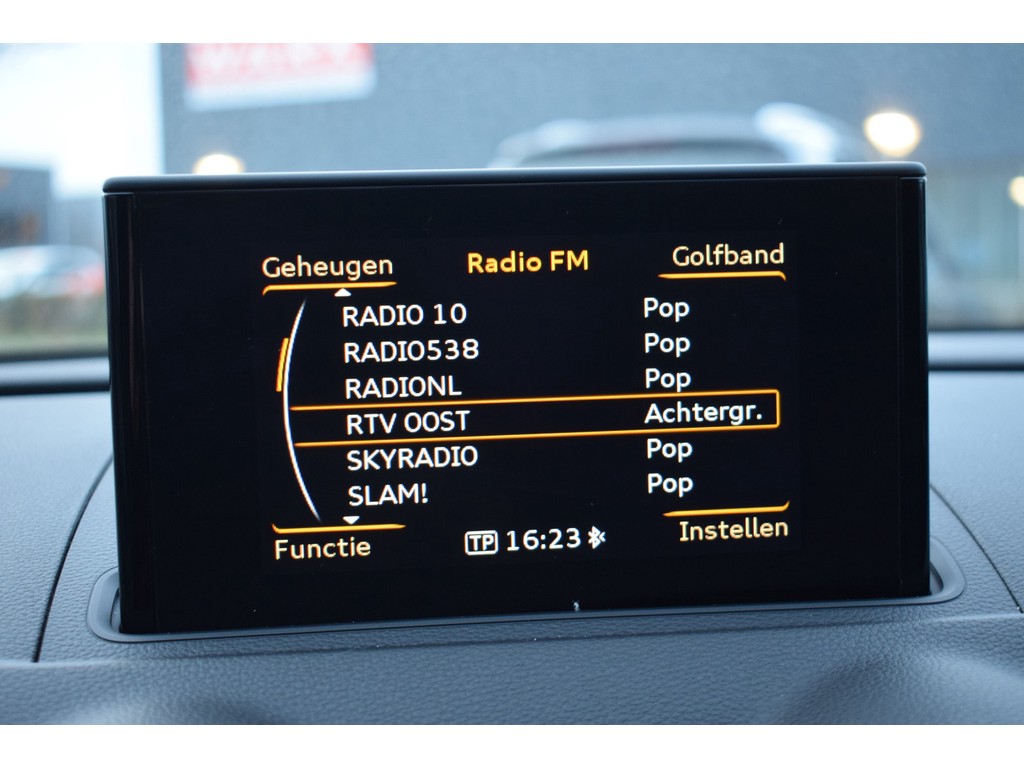 Geheugen Radio FM Golfband
RADIO 10 Pop
RADIO538 Pop
RADIONL Pop
RTV OOST Achtergr.
SKYRADIO Pop
SLAM! Pop
Functie TP 16:23 Instellen